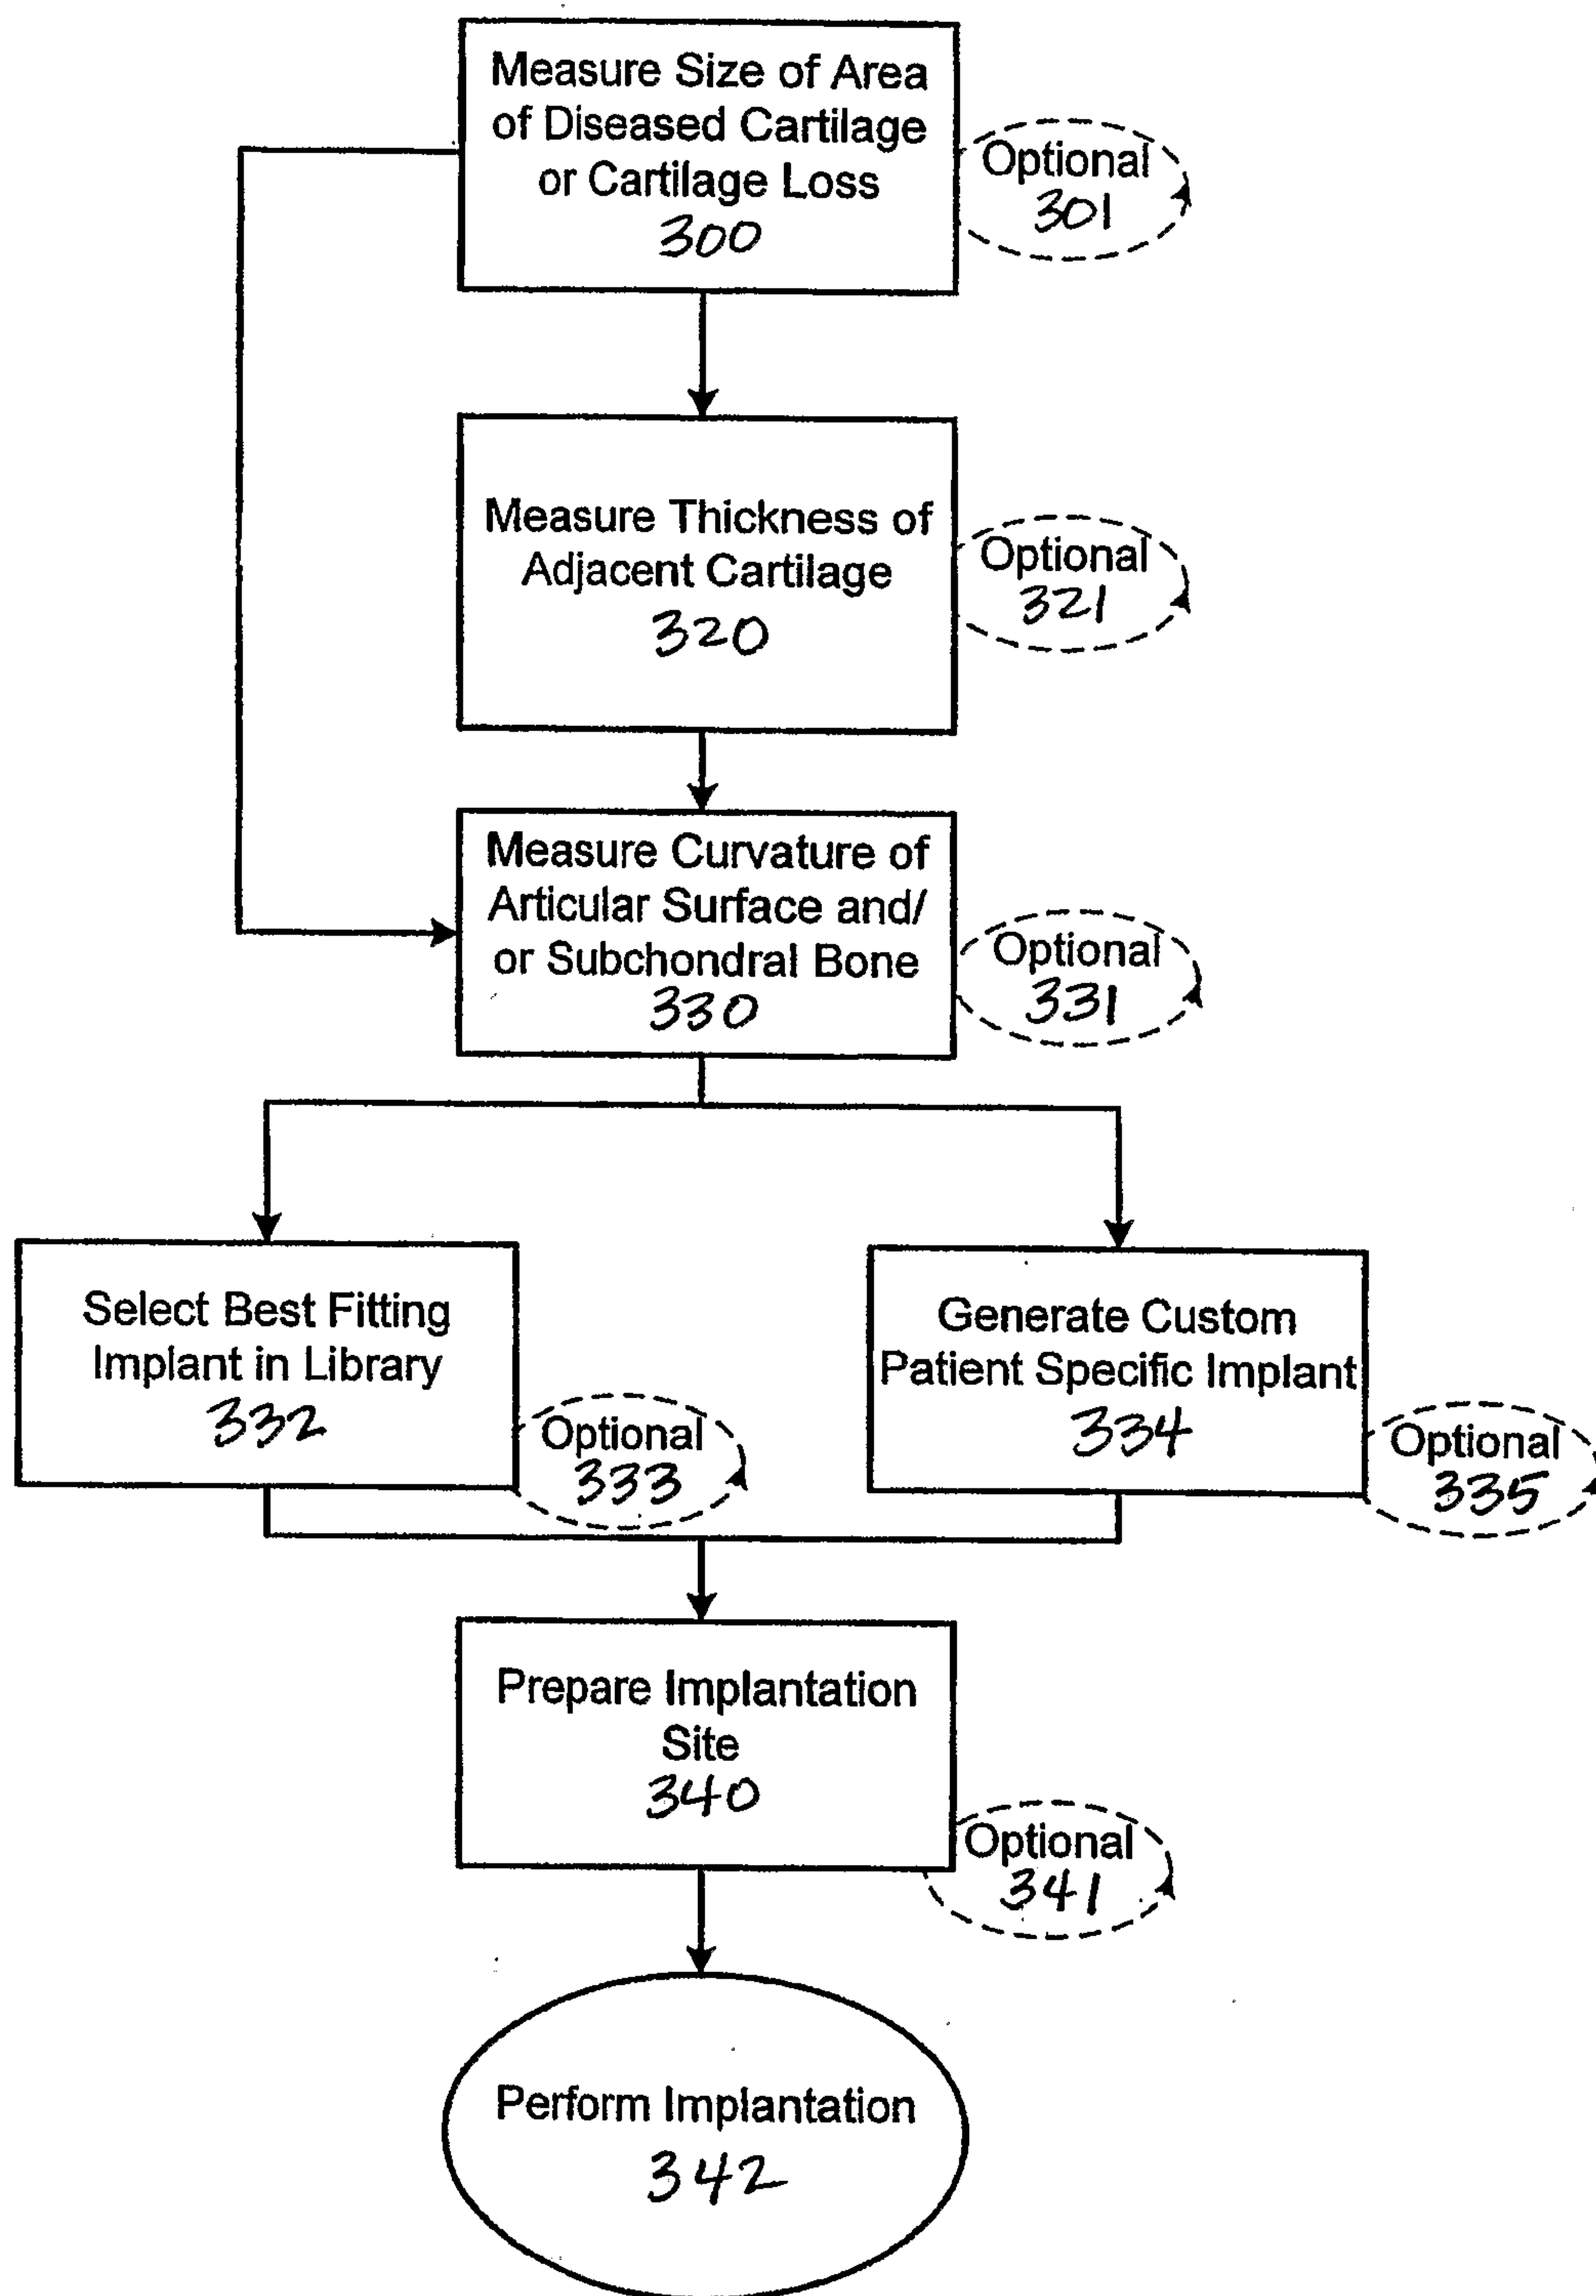 Measure Size of Area
of Diseased Cartilage
or Cartilage Loss
300
Optional
301
Measure Thickness of
Adjacent Cartilage
320
Optional
321
Measure Curvature of
Articular Surface and/
or Subchondral Bone
330
Optional
331
Select Best Fitting
Implant in Library
332
Optional
333
Generate Custom
Patient Specific Implant
334
Optional
335
Prepare Implantation
Site
340
Optional
341
Perform Implantation
342